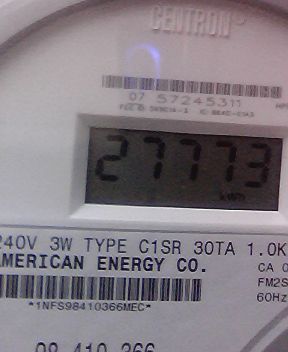 CENTRON®
07 57245311
27773
kWh
240V 3W TYPE C1SR 30TA 1.0K
AMERICAN ENERGY CO.
CA 0
FM2S
*1NFS98410366MEC*
60Hz
98 410 366